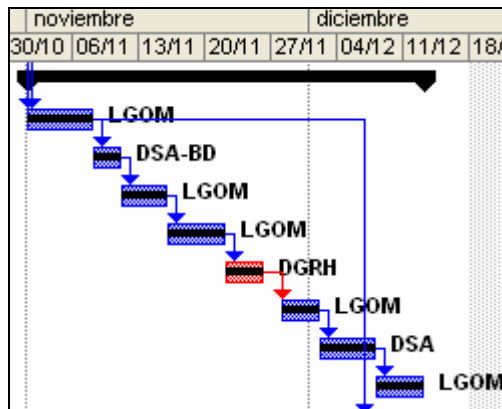 noviembre diciembre
30/10 06/11 13/11 20/11 27/11 04/12 11/12 18/
LGOM
DSA-BD
LGOM
LGOM
DGRH
LGOM
DSA
LGOM